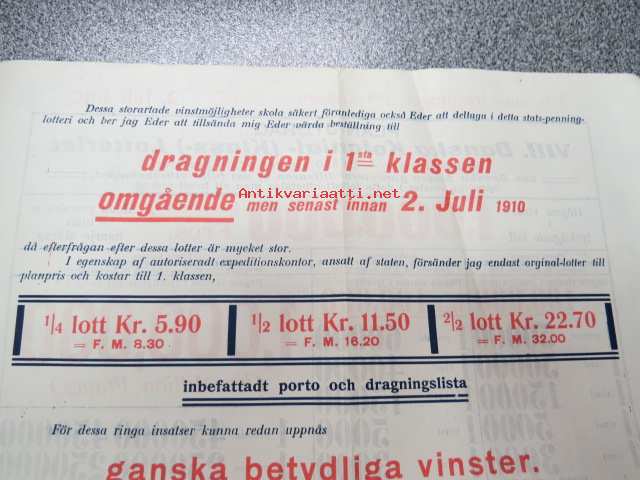 Dessa storartade vinstmöjligheter skola säkert föranlediga också Eder att deltaga i detta stats-penning-
lotteri och ber jag Eder att tillsända mig Eder värda beställning till
dragningen i 1sta klassen
Antikvariaatti.net
omgående men senast innan 2. Juli 1910
då efterfrågan efter dessa lotter är mycket stor.
I egenskap af autoriseradt expeditionskontor, ansatt af staten, försänder jag endast orginal-lotter till
planpris och kostar till 1. klassen,
1/4 lott Kr. 5.90 1/2 lott Kr. 11.50 2/2 lott Kr. 22.70
= F. M. 8.30 = F. M. 16.20 = F. M. 32.00
inbefattadt porto och dragningslista
För dessa ringa insatser kunna redan uppnås
ganska betydliga vinster.